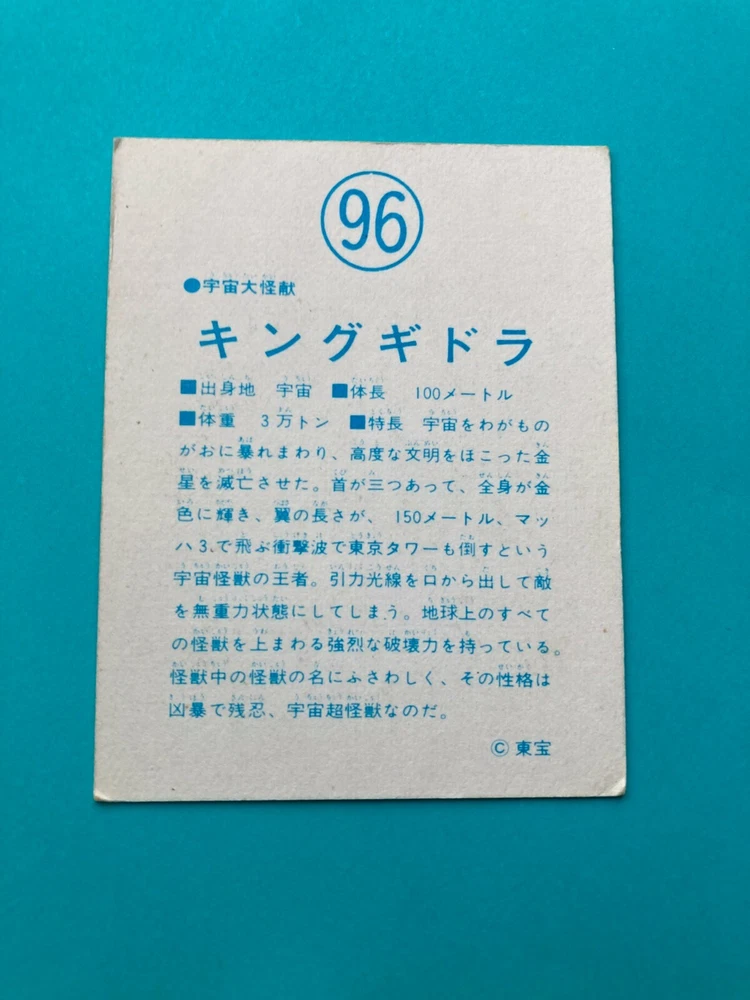 96
●宇宙大怪獣
キングギドラ
■出身地 宇宙 ■体長 100メートル
■体重 3万トン ■特長 宇宙をわがもの
がおに暴れまわり、高度な文明をほこった金
星を滅亡させた。首が三つあって、全身が金
色に輝き、翼の長さが、150メートル、マッ
ハ3、で飛ぶ衝撃波で東京タワーも倒すという
宇宙怪獣の王者。引力光線を口から出して敵
を無重力状態にしてしまう。地球上のすべて
の怪獣を上まわる強烈な破壊力を持っている。
怪獣中の怪獣の名にふさわしく、その性格は
凶暴で残忍、宇宙超怪獣なのだ。
©東宝